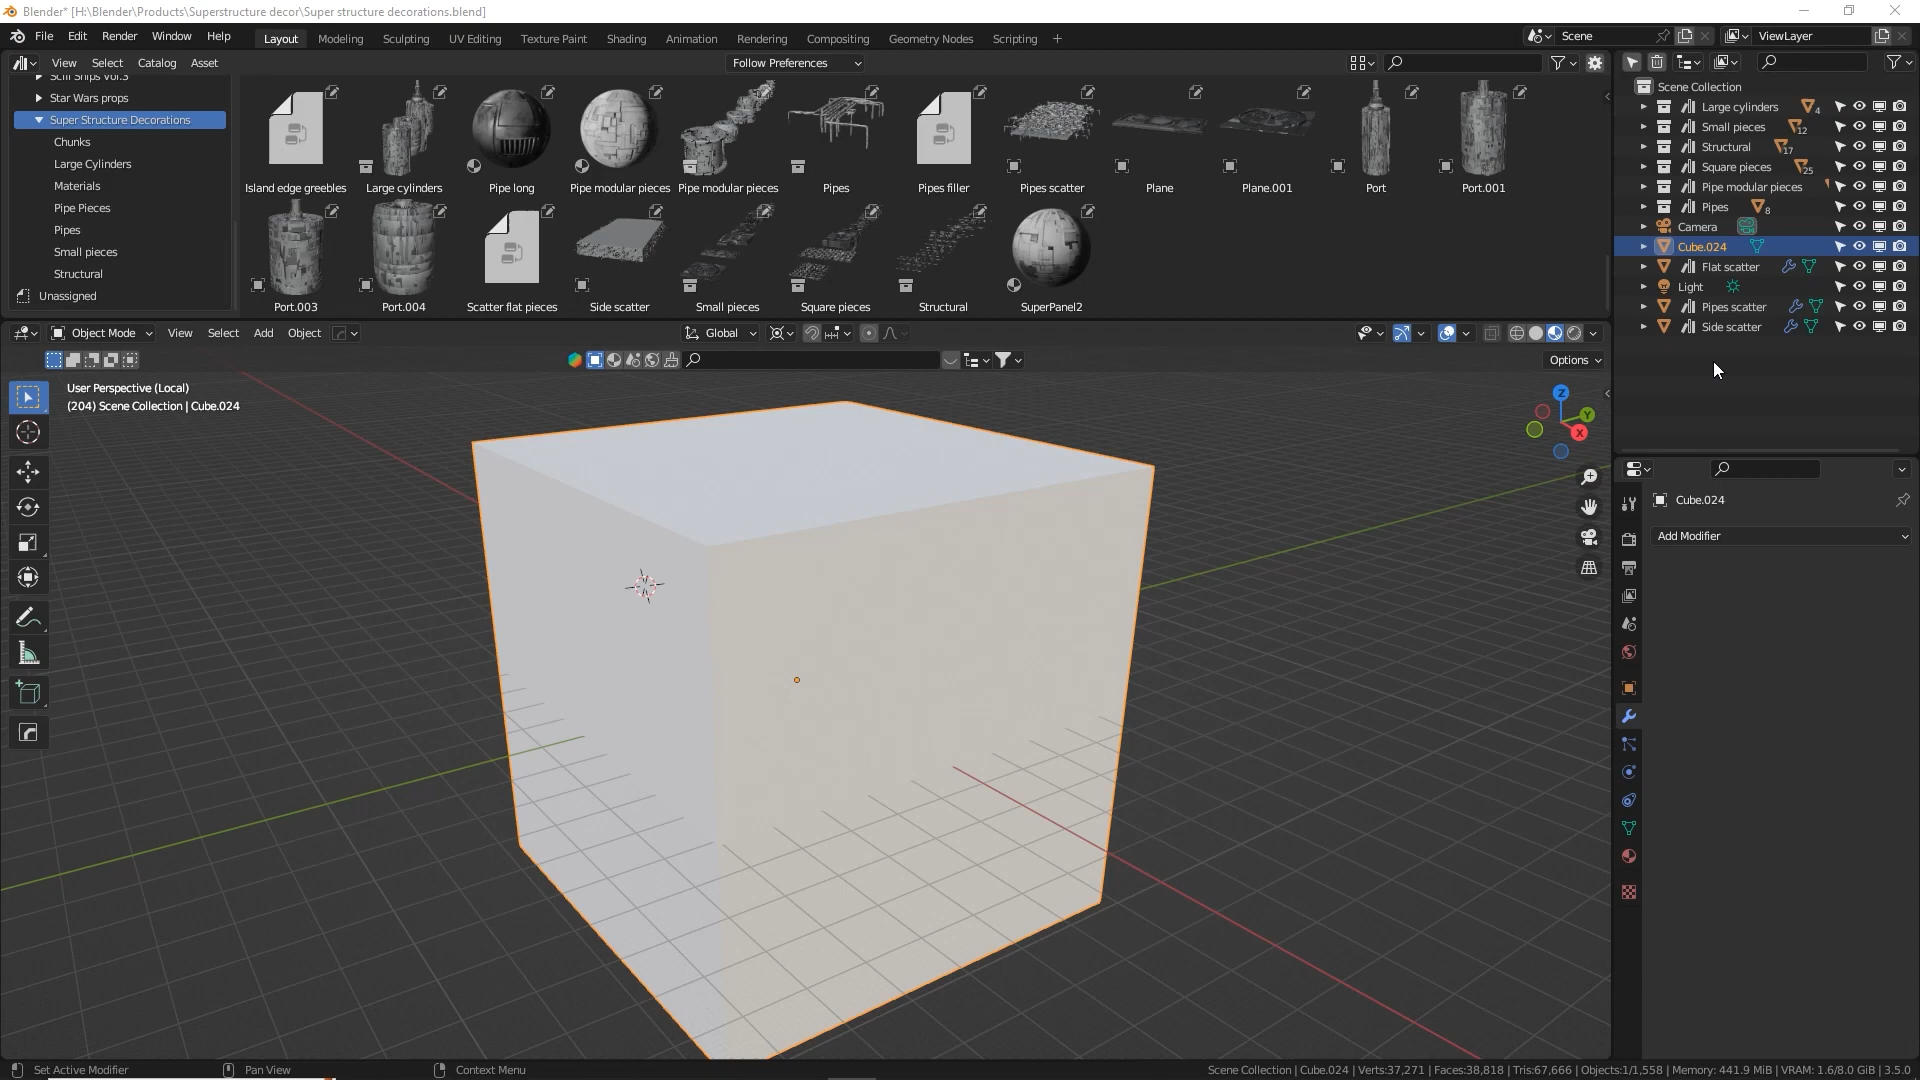 Blender* [H:\Blender\Products\Superstructure decor\Super structure decorations.blend]
File Edit Render Window Help Layout Modeling Sculpting UV Editing Texture Paint Shading Animation Rendering Compositing Geometry Nodes Scripting + Scene ViewLayer
View Select Catalog Asset Follow Preferences
Scifi Ships Vol.3
Star Wars props
Super Structure Decorations
Chunks
Large Cylinders
Materials
Pipe Pieces
Pipes
Small pieces
Structural
Unassigned
Island edge greebles Large cylinders Pipe long Pipe modular pieces Pipe modular pieces Pipes Pipes filler Pipes scatter Plane Plane.001 Port Port.001
Port.003 Port.004 Scatter flat pieces Side scatter Small pieces Square pieces Structural SuperPanel2
Scene Collection
Large cylinders 4
Small pieces 12
Structural 17
Square pieces 25
Pipe modular pieces
Pipes 8
Camera
Cube.024
Flat scatter
Light
Pipes scatter
Side scatter
Object Mode View Select Add Object Global
Options
User Perspective (Local)
(204) Scene Collection | Cube.024
Z
Y
X
Cube.024
Add Modifier
Set Active Modifier Pan View Context Menu Scene Collection | Cube.024 | Verts:37,271 | Faces:38,818 | Tris:67,666 | Objects:1/1,558 | Memory: 441.9 MiB | VRAM: 1.6/8.0 GiB | 3.5.0